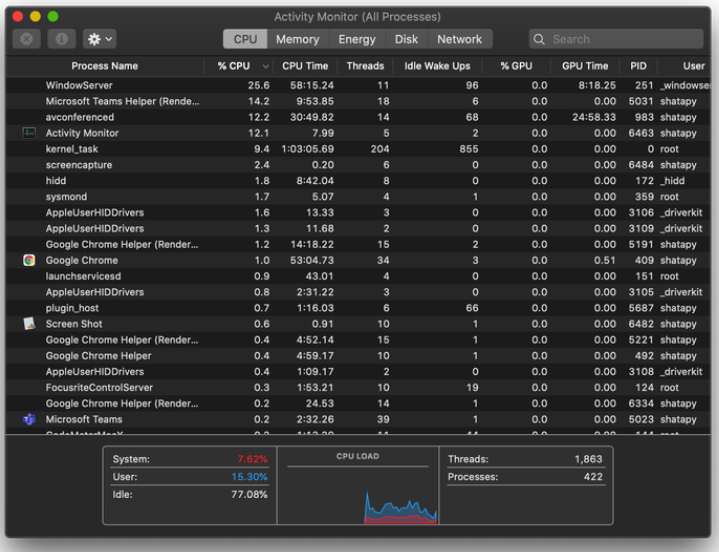 Activity Monitor (All Processes)
CPU Memory Energy Disk Network Search
Process Name % CPU CPU Time Threads Idle Wake Ups % GPU GPU Time PID User
WindowServer 25.6 58:15.24 11 96 0.0 8:18.25 251 _windowser
Microsoft Teams Helper (Rende... 14.2 9:53.85 18 6 0.0 0.00 5031 shatapy
avconferenced 12.2 30:49.82 14 68 0.0 24:58.33 983 shatapy
Activity Monitor 12.1 7.99 5 2 0.0 0.00 6463 shatapy
kernel_task 9.4 1:03:05.69 204 855 0.0 0.00 0 root
screencapture 2.4 0.20 6 0 0.0 0.00 6484 shatapy
hidd 1.8 8:42.04 8 0 0.0 0.00 172 _hidd
sysmond 1.7 5.07 4 1 0.0 0.00 359 root
AppleUserHIDDrivers 1.6 13.33 3 0 0.0 0.00 3106 _driverkit
AppleUserHIDDrivers 1.3 11.68 2 0 0.0 0.00 3109 _driverkit
Google Chrome Helper (Render... 1.2 14:18.22 15 2 0.0 0.00 5191 shatapy
Google Chrome 1.0 53:04.73 34 3 0.0 0.51 409 shatapy
launchservicesd 0.9 43.01 4 0 0.0 0.00 151 root
AppleUserHIDDrivers 0.8 2:31.22 3 0 0.0 0.00 3105 _driverkit
plugin_host 0.7 1:16.03 6 66 0.0 0.00 5687 shatapy
Screen Shot 0.6 0.91 10 1 0.0 0.00 6482 shatapy
Google Chrome Helper (Render... 0.4 4:52.14 15 1 0.0 0.00 5221 shatapy
Google Chrome Helper 0.4 4:59.17 10 1 0.0 0.00 492 shatapy
AppleUserHIDDrivers 0.4 1:09.17 2 0 0.0 0.00 3108 _driverkit
FocusriteControlServer 0.3 1:53.21 10 19 0.0 0.00 124 root
Google Chrome Helper (Render... 0.2 24.53 14 1 0.0 0.00 6334 shatapy
Microsoft Teams 0.2 2:32.26 39 1 0.0 0.00 5023 shatapy
System: 7.62% CPU LOAD Threads: 1,863
User: 15.30% Processes: 422
Idle: 77.08%